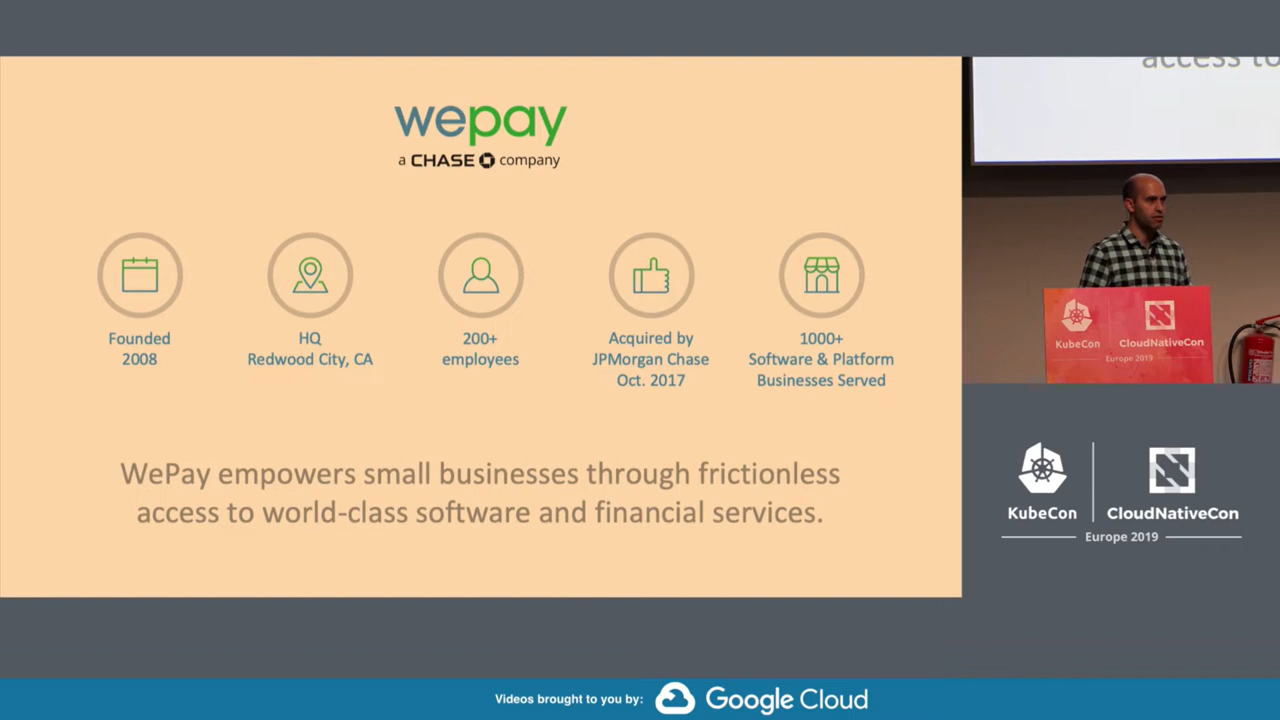 wepay
a CHASE company
Founded
2008
HQ
Redwood City, CA
200+
employees
Acquired by
JPMorgan Chase
Oct. 2017
1000+
Software & Platform
Businesses Served
WePay empowers small businesses through frictionless
access to world-class software and financial services.
access to
KubeCon
CloudNativeCon
Europe 2019
KubeCon
CloudNativeCon
Europe 2019
Videos brought to you by: Google Cloud